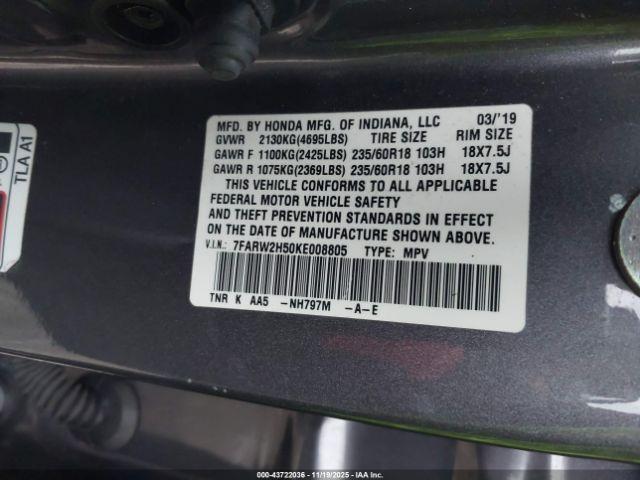 TLA A1
MFD. BY HONDA MFG. OF INDIANA, LLC 03/'19
GVWR 2130KG(4695LBS) TIRE SIZE RIM SIZE
GAWR F 1100KG(2425LBS) 235/60R18 103H 18X7.5J
GAWR R 1075KG(2369LBS) 235/60R18 103H 18X7.5J
THIS VEHICLE CONFORMS TO ALL APPLICABLE
FEDERAL MOTOR VEHICLE SAFETY
AND THEFT PREVENTION STANDARDS IN EFFECT
ON THE DATE OF MANUFACTURE SHOWN ABOVE.
V.I.N.: 7FARW2H50KE008805 TYPE: MPV
TNR K AA5 -NH797M -A-E
000-43722036 - 11/19/2025 - IAA Inc.